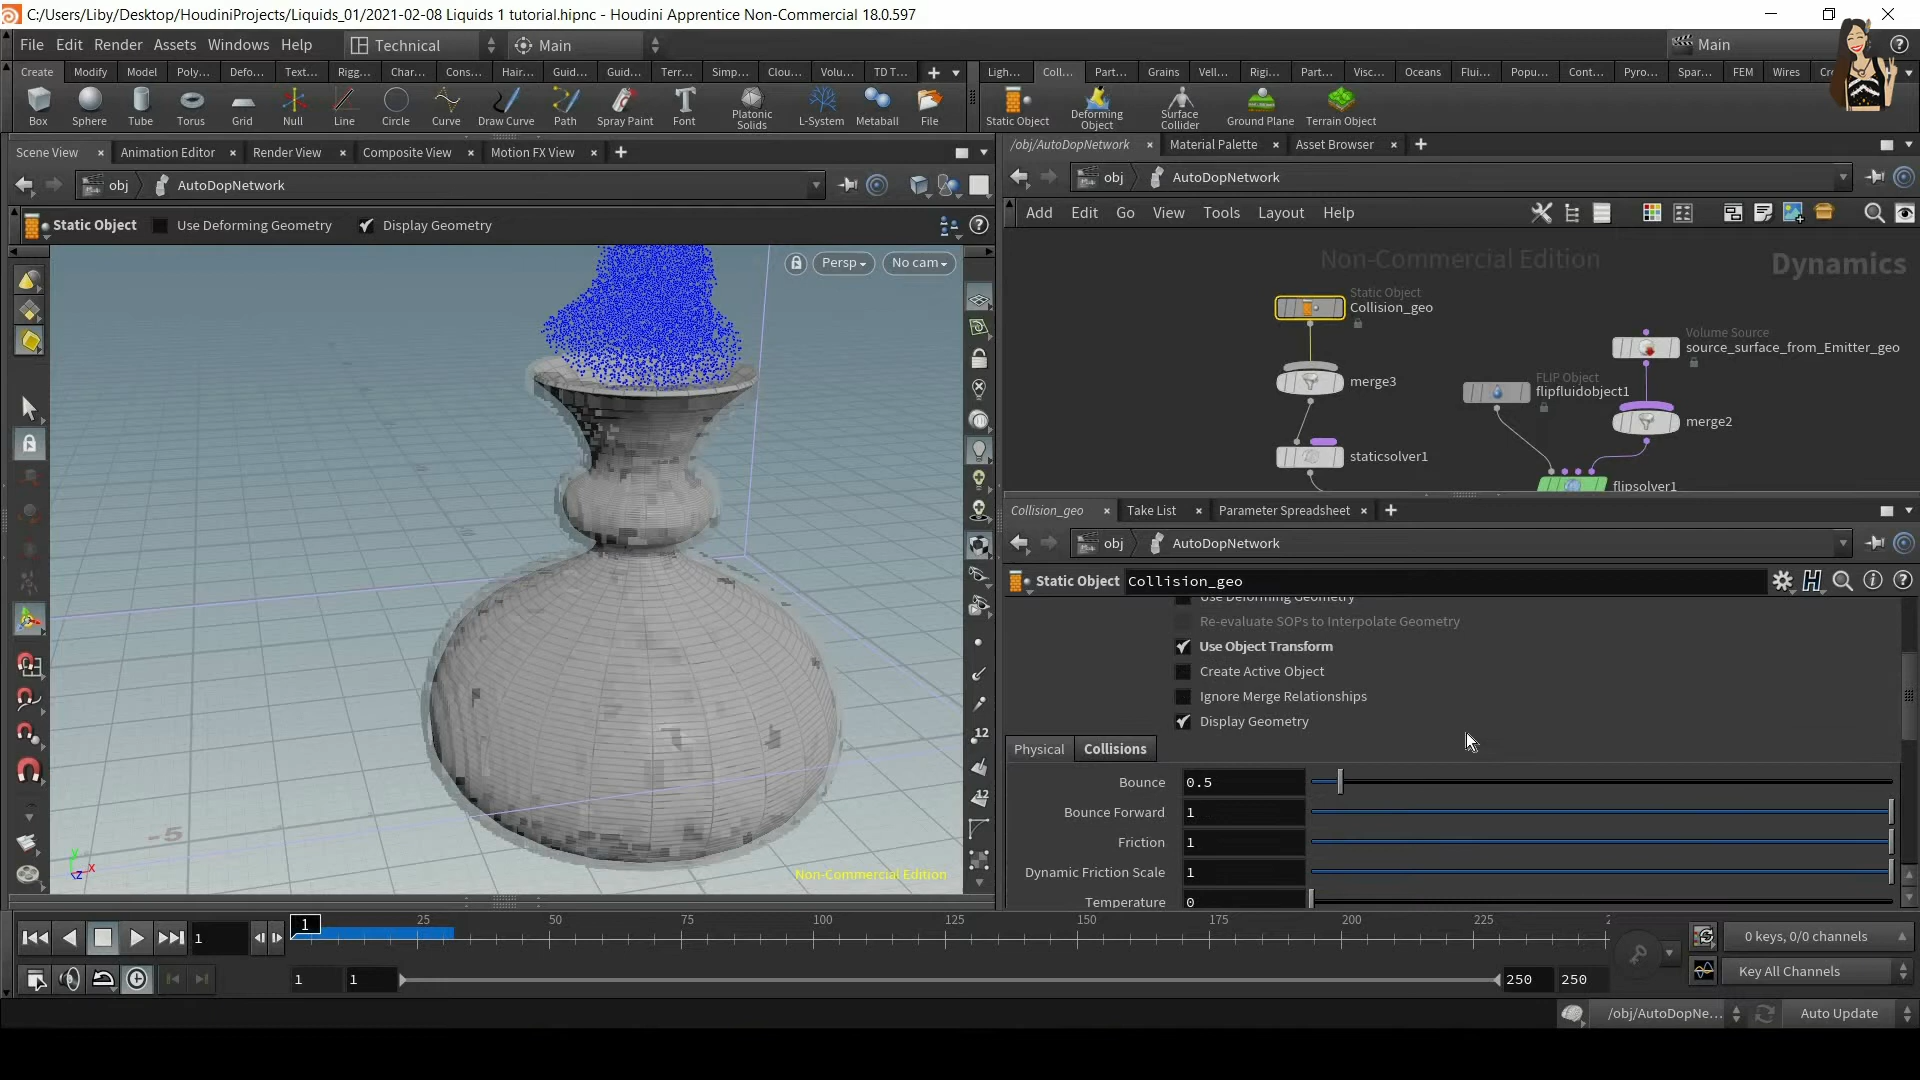 C:/Users/Liby/Desktop/HoudiniProjects/Liquids_01/2021-02-08 Liquids 1 tutorial.hipnc - Houdini Apprentice Non-Commercial 18.0.597
File Edit Render Assets Windows Help Technical Main Main
Create Modify Model Poly... Defo... Text... Rigg... Char... Cons... Hair... Guid... Guid... Terr... Simp... Clou... Volu... TD T...
Ligh... Coll... Part... Grains Vell... Rigi... Part... Visc... Oceans Flui... Popu... Cont... Pyro... Spar... FEM Wires
Box Sphere Tube Torus Grid Null Line Circle Curve Draw Curve Path Spray Paint Font Platonic Solids L-System Metaball File
Static Object Deforming Object Surface Collider Ground Plane Terrain Object
Scene View Animation Editor Render View Composite View Motion FX View
/obj/AutoDopNetwork Material Palette Asset Browser
obj AutoDopNetwork
obj AutoDopNetwork
Static Object Use Deforming Geometry Display Geometry
Add Edit Go View Tools Layout Help
Persp No cam
Non-Commercial Edition Dynamics
Static Object
Collision_geo
Volume Source
source_surface_from_Emitter_geo
merge3
FLIP Object
flipfluidobject1
merge2
staticsolver1
flipsolver1
Collision_geo Take List Parameter Spreadsheet
obj AutoDopNetwork
Static Object Collision_geo
Use Deforming Geometry
Re-evaluate SOPs to Interpolate Geometry
Use Object Transform
Create Active Object
Ignore Merge Relationships
Display Geometry
Physical Collisions
Bounce 0.5
Bounce Forward 1
Friction 1
Dynamic Friction Scale 1
Temperature 0
12
12
-5
y
x
z
Non-Commercial Edition
1 25 50 75 100 125 150 175 200 225 2
1
0 keys, 0/0 channels
1 1 250 250
Key All Channels
/obj/AutoDopNe... Auto Update